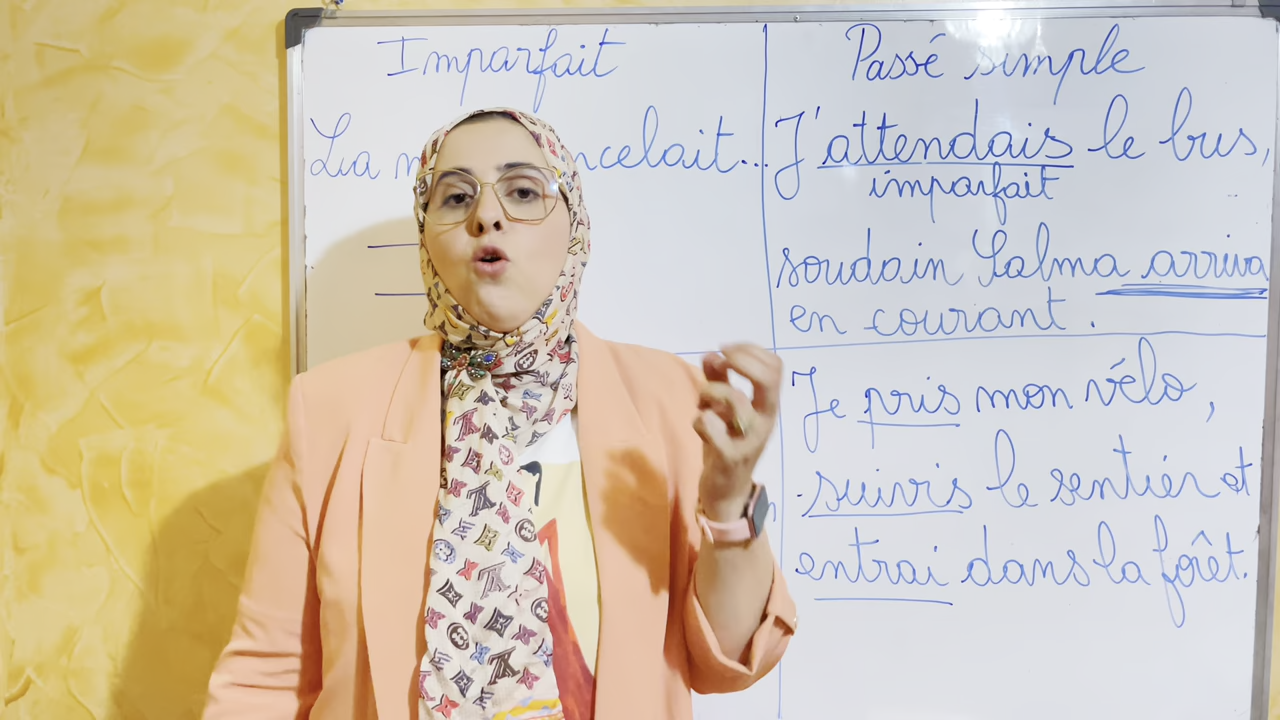 Imparfait
La
Passé simple
J'attendais le bus,
imparfait
soudain Salma arriva
en courant.
Je pris mon vélo,
suivis le sentier et
entrai dans la forêt.